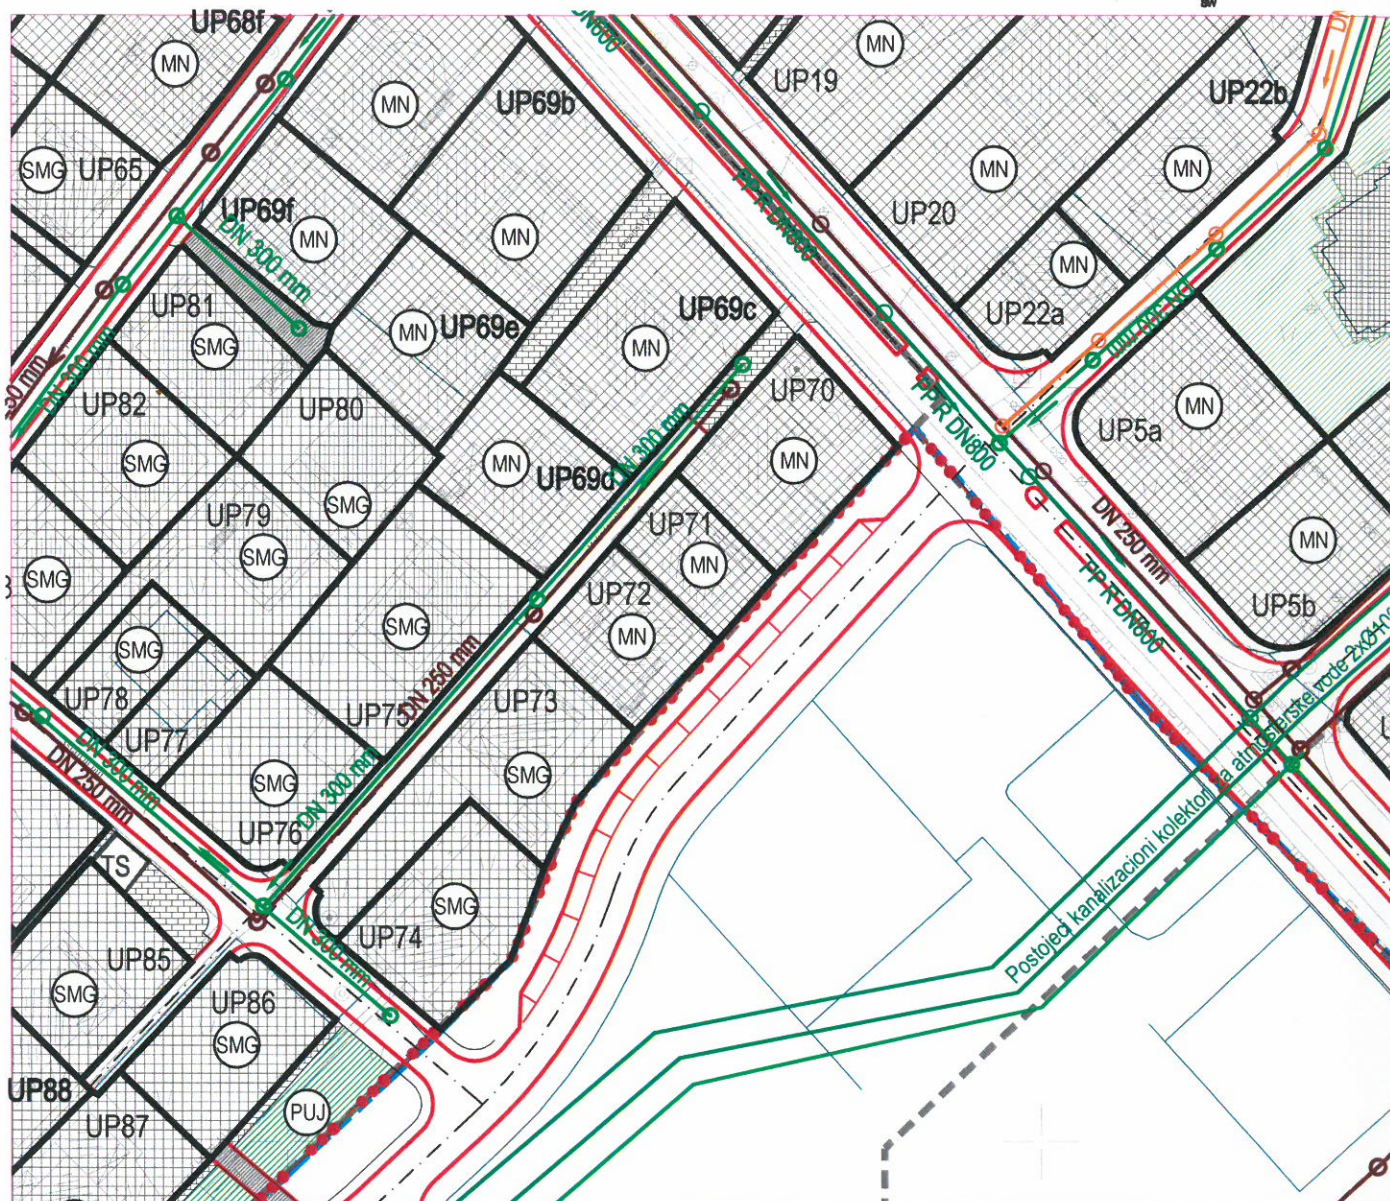 UP68f
MN
DN600
UP19
MN
UP22b
MN
UP69b
SMG
UP65
MN
MN
UP69f
MN
DN 300 mm
MN
PP-R DN800
UP20
MN
UP22a
DN 300 mm
UP81
SMG
MN
UP69e
UP69c
MN
UP70
UP82
SMG
UP80
DN 300 mm
PP-R DN800
UP5a
MN
MN
UP69d
DN 300 mm
MN
UP79
SMG
SMG
UP71
MN
DN 250 mm
MN
SMG
UP72
MN
PP-R DN800
UP5b
SMG
SMG
UP78
UP77
UP75
DN 250 mm
UP73
SMG
DN 300 mm
DN 250 mm
SMG
UP76
DN 300 mm
TS
DN 300 mm
SMG
UP74
Postojeći kanalizacioni kolektor za atmosferske vode 2x310
UP85
SMG
UP86
SMG
UP88
UP87
PUJ